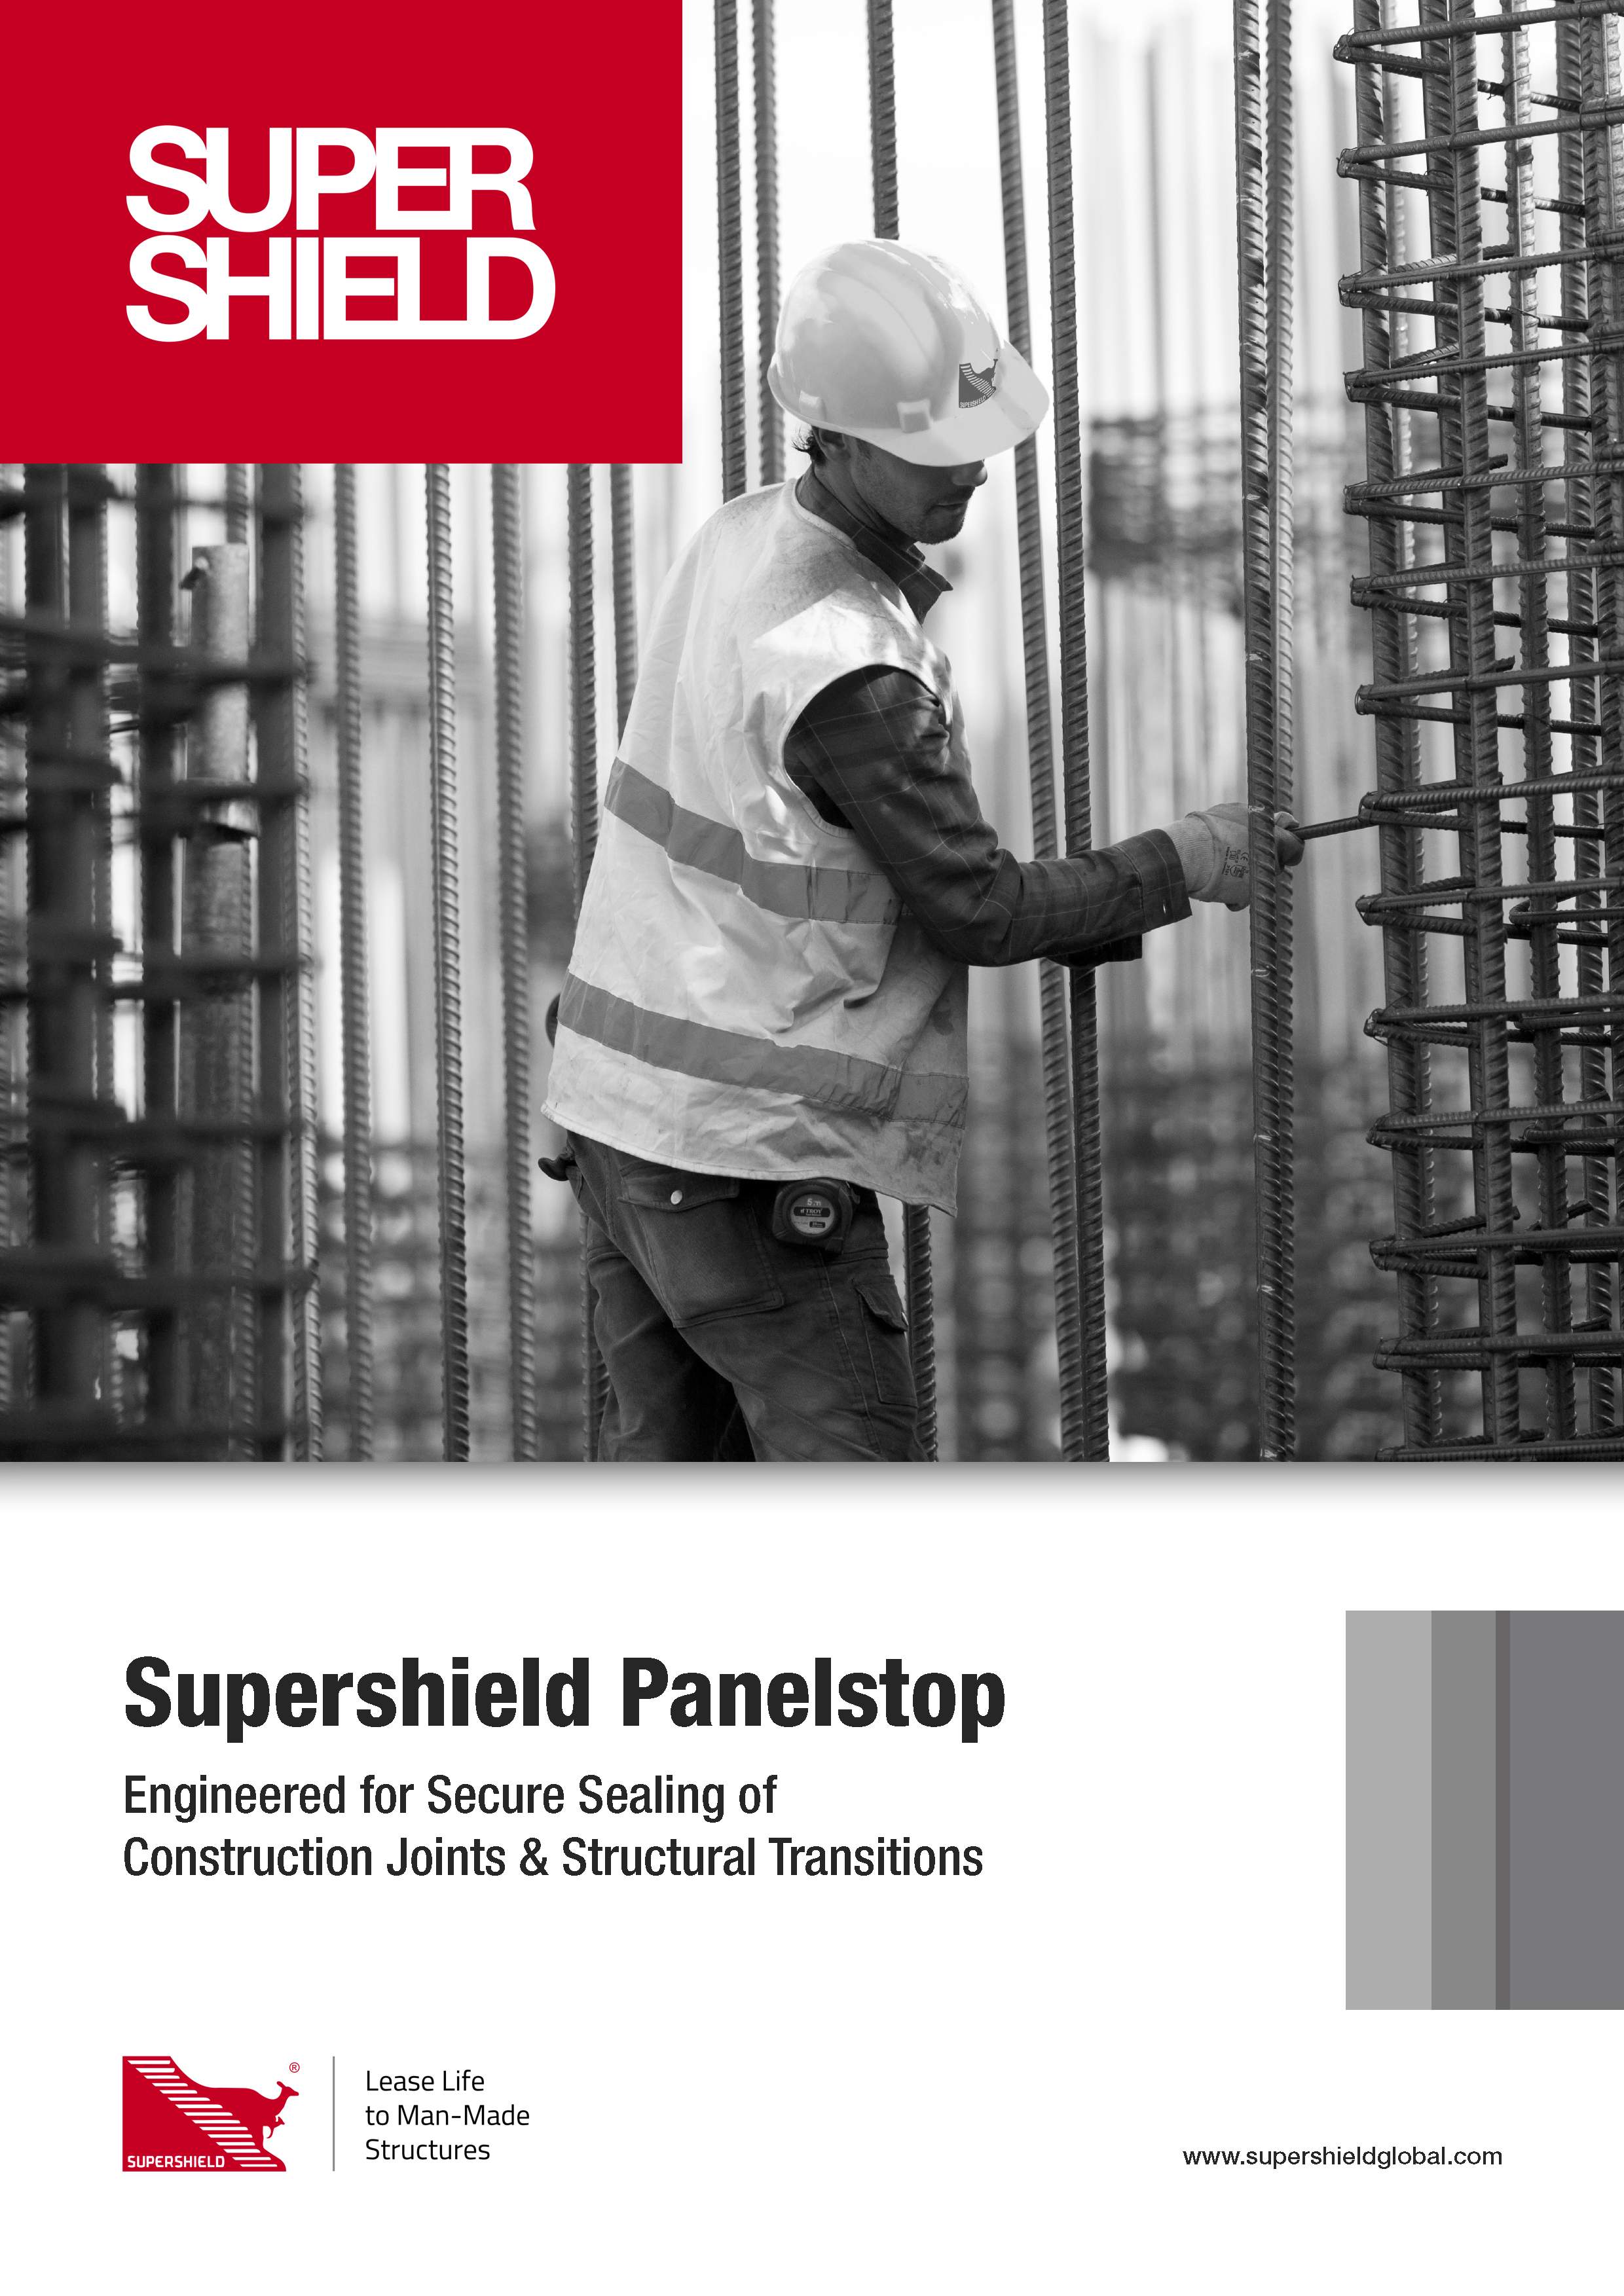 SUPER
SHIELD
SUPERSHIELD
Supershield Panelstop
Engineered for Secure Sealing of
Construction Joints & Structural Transitions
®
SUPERSHIELD
Lease Life
to Man-Made
Structures
www.supershieldglobal.com